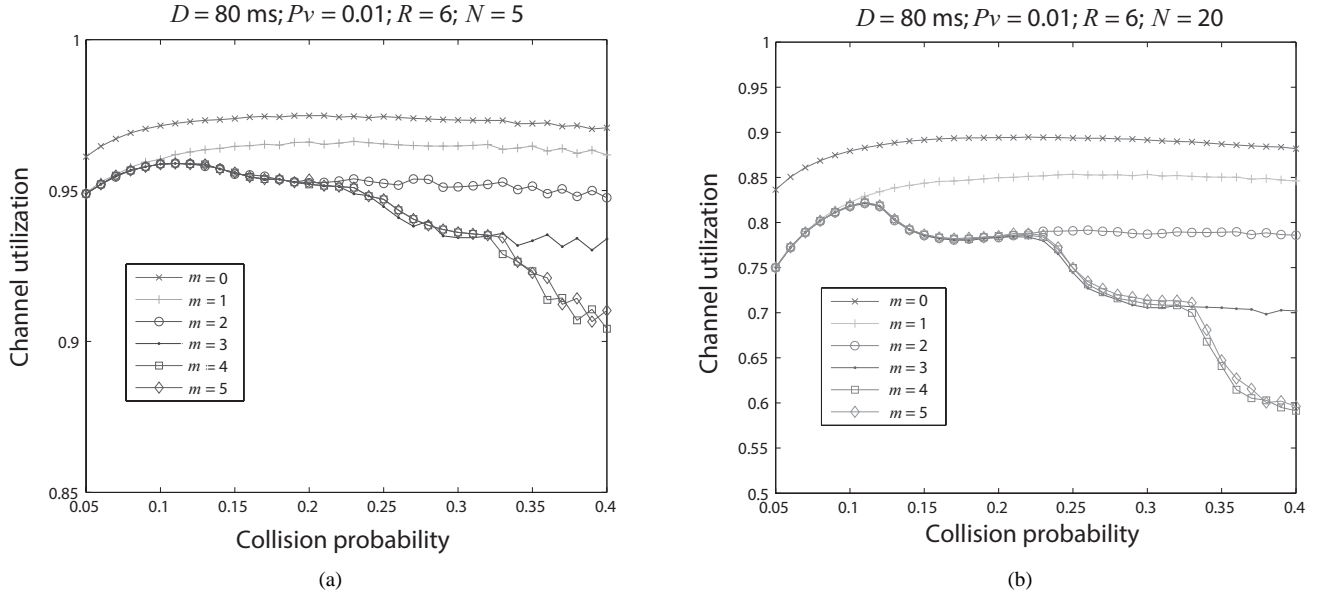 D = 80 ms; Pv = 0.01; R = 6; N = 5
1
0.95
0.9
0.85
Channel utilization
m = 0
m = 1
m = 2
m = 3
m = 4
m = 5
0.05 0.1 0.15 0.2 0.25 0.3 0.35 0.4
Collision probability
(a)
D = 80 ms; Pv = 0.01; R = 6; N = 20
1
0.95
0.9
0.85
0.8
0.75
0.7
0.65
0.6
0.55
0.5
Channel utilization
m = 0
m = 1
m = 2
m = 3
m = 4
m = 5
0.05 0.1 0.15 0.2 0.25 0.3 0.35 0.4
Collision probability
(b)